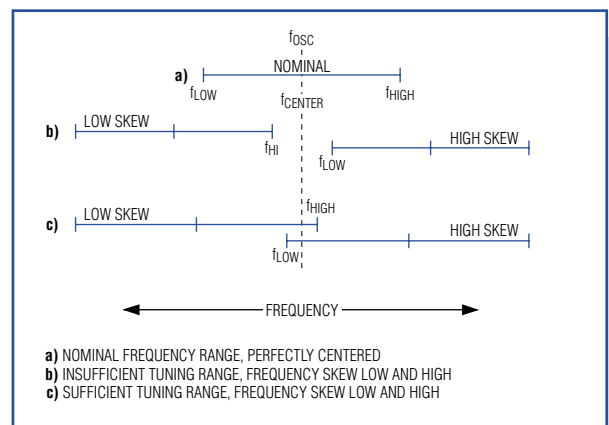 fOSC
a) NOMINAL
fLOW fCENTER fHIGH
b) LOW SKEW HIGH SKEW
fHI fLOW
c) LOW SKEW fHIGH HIGH SKEW
fLOW
FREQUENCY
a) NOMINAL FREQUENCY RANGE, PERFECTLY CENTERED
b) INSUFFICIENT TUNING RANGE, FREQUENCY SKEW LOW AND HIGH
c) SUFFICIENT TUNING RANGE, FREQUENCY SKEW LOW AND HIGH